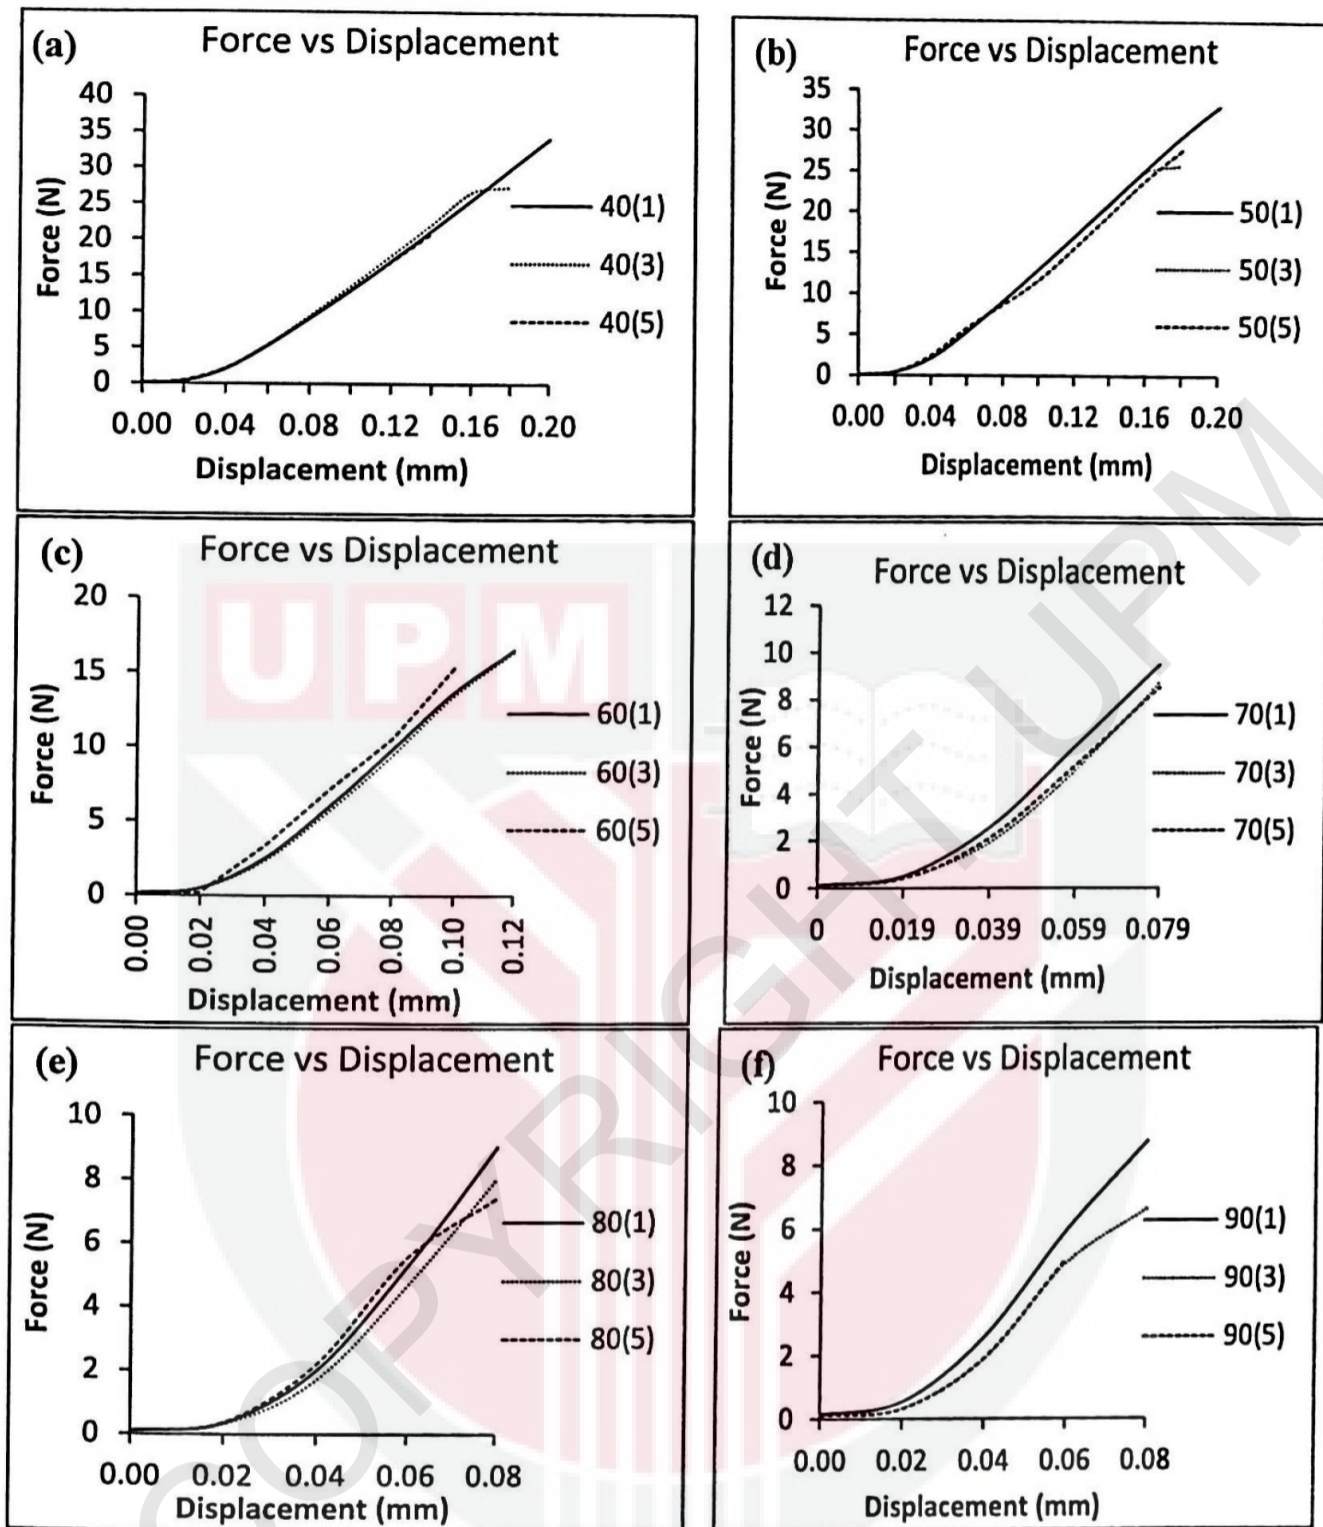 (a) Force vs Displacement
40
35
30
25
20
15
10
5
0
Force (N)
40(1)
40(3)
40(5)
0.00 0.04 0.08 0.12 0.16 0.20
Displacement (mm)
(b) Force vs Displacement
35
30
25
20
15
10
5
0
Force (N)
50(1)
50(3)
50(5)
0.00 0.04 0.08 0.12 0.16 0.20
Displacement (mm)
(c) Force vs Displacement
20
15
10
5
0
Force (N)
60(1)
60(3)
60(5)
0.00 0.02 0.04 0.06 0.08 0.10 0.12
Displacement (mm)
(d) Force vs Displacement
12
10
8
6
4
2
0
Force (N)
70(1)
70(3)
70(5)
0 0.019 0.039 0.059 0.079
Displacement (mm)
(e) Force vs Displacement
10
8
6
4
2
0
Force (N)
80(1)
80(3)
80(5)
0.00 0.02 0.04 0.06 0.08
Displacement (mm)
(f) Force vs Displacement
10
8
6
4
2
0
Force (N)
90(1)
90(3)
90(5)
0.00 0.02 0.04 0.06 0.08
Displacement (mm)
UPM
COPYRIGHT UPM